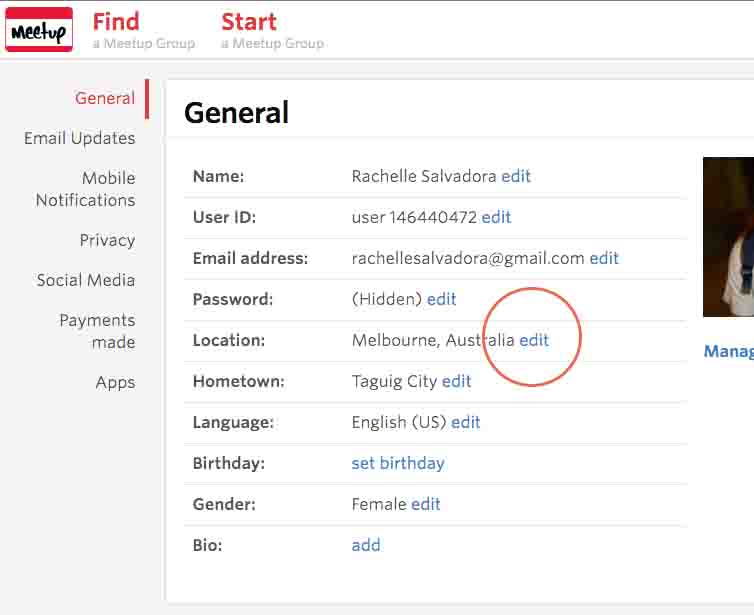 Meetup
Find
a Meetup Group
Start
a Meetup Group
General
Email Updates
Mobile
Notifications
Privacy
Social Media
Payments
made
Apps
General
Name: Rachelle Salvadora edit
User ID: user 146440472 edit
Email address: rachellesalvadora@gmail.com edit
Password: (Hidden) edit
Location: Melbourne, Australia edit
Hometown: Taguig City edit
Language: English (US) edit
Birthday: set birthday
Gender: Female edit
Bio: add
Manag